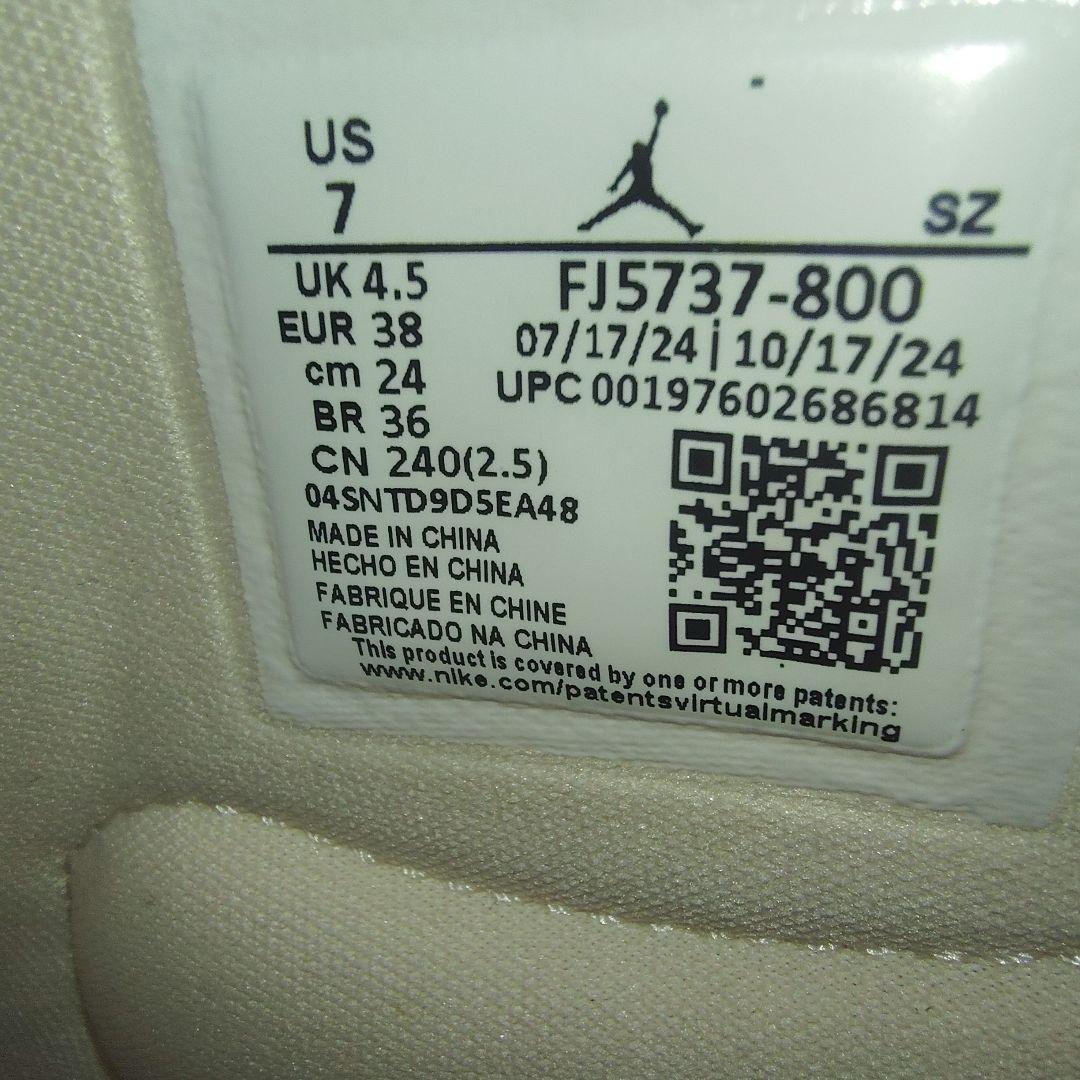 US
7
SZ
UK 4.5
EUR 38
cm 24
BR 36
CN 240(2.5)
FJ5737-800
07/17/24 | 10/17/24
UPC 00197602686814
04SNTD9D5EA48
MADE IN CHINA
HECHO EN CHINA
FABRIQUE EN CHINE
FABRICADO NA CHINA
This product is covered by one or more patents:
www.nike.com/patentsvirtualmarking